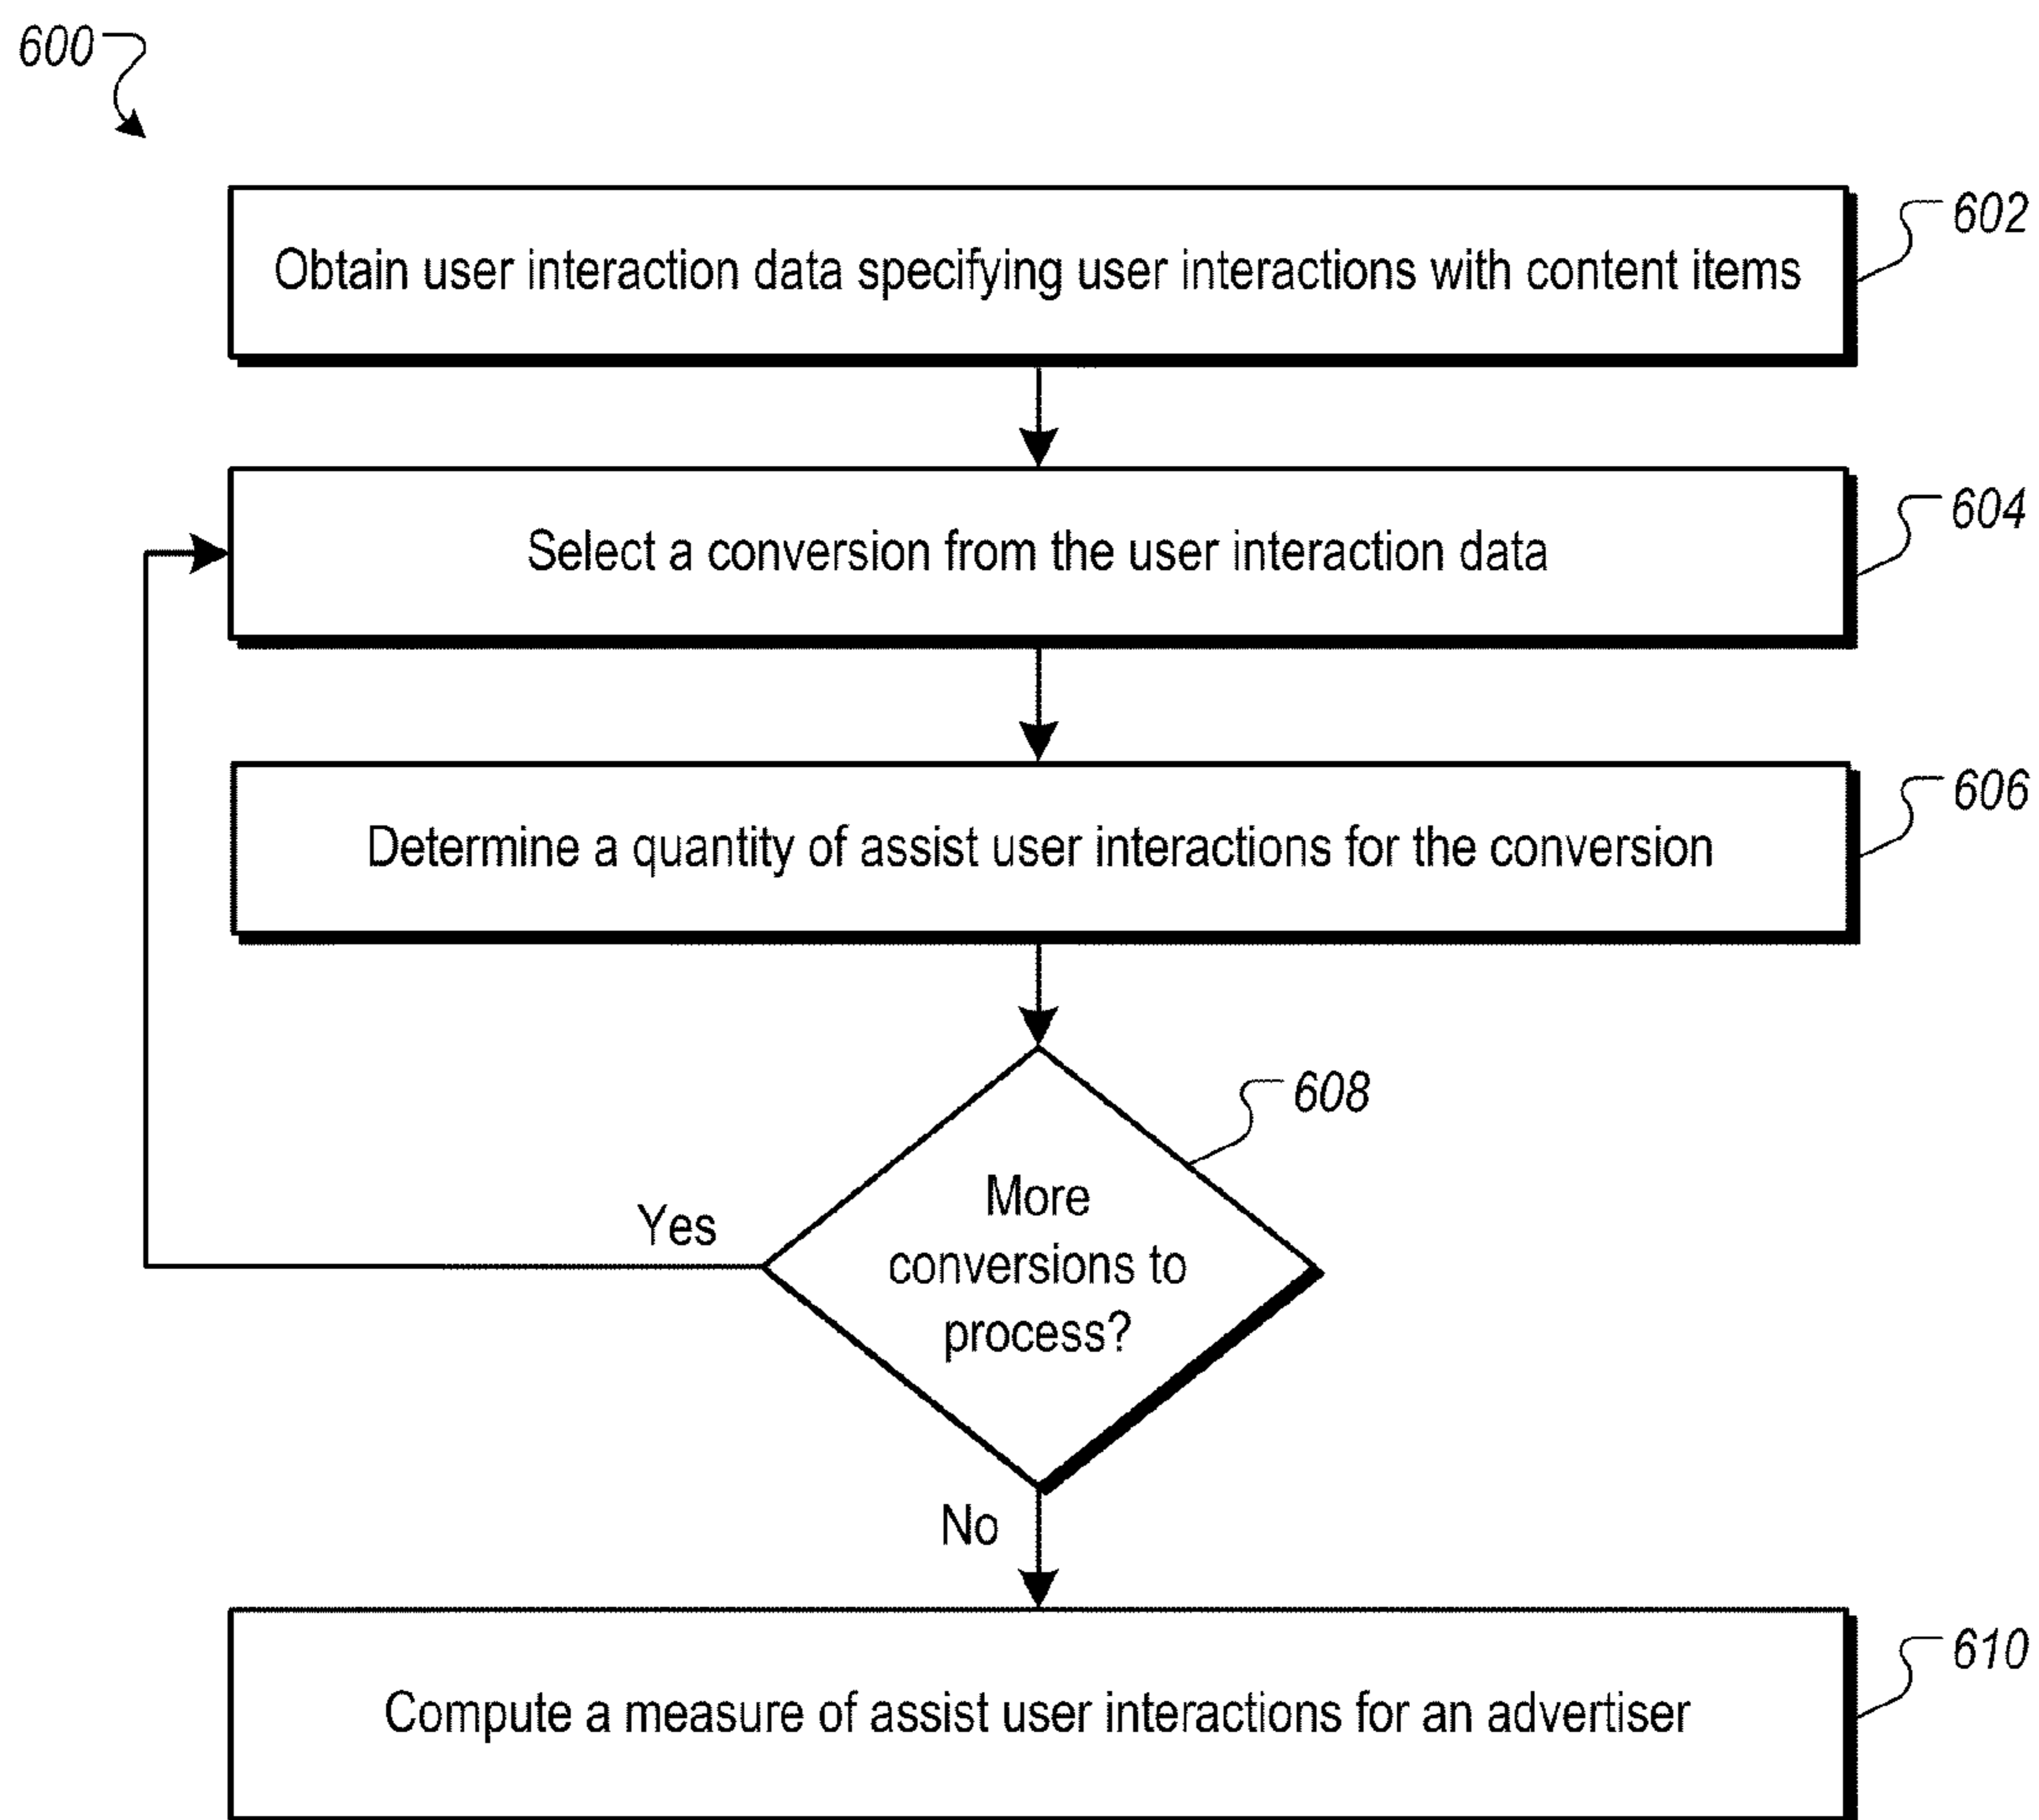 600
Obtain user interaction data specifying user interactions with content items
602
Select a conversion from the user interaction data
604
Determine a quantity of assist user interactions for the conversion
606
608
More
conversions to
process?
Yes
No
Compute a measure of assist user interactions for an advertiser
610